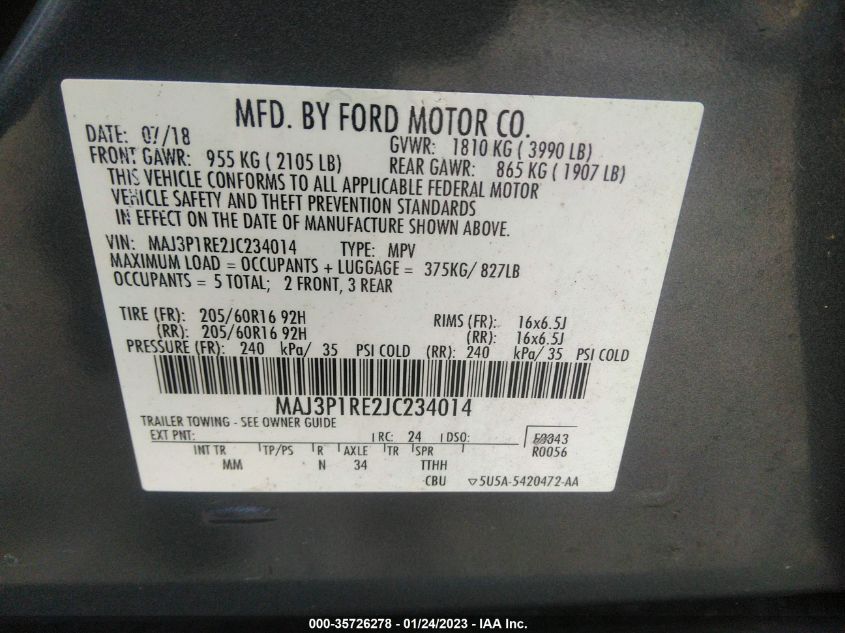 MFD. BY FORD MOTOR CO.
DATE: 07/18 GVWR: 1810 KG ( 3990 LB)
FRONT GAWR: 955 KG ( 2105 LB) REAR GAWR: 865 KG ( 1907 LB)
THIS VEHICLE CONFORMS TO ALL APPLICABLE FEDERAL MOTOR
VEHICLE SAFETY AND THEFT PREVENTION STANDARDS
IN EFFECT ON THE DATE OF MANUFACTURE SHOWN ABOVE.
VIN: MAJ3P1RE2JC234014 TYPE: MPV
MAXIMUM LOAD = OCCUPANTS + LUGGAGE = 375KG/ 827LB
OCCUPANTS = 5 TOTAL; 2 FRONT, 3 REAR
TIRE (FR): 205/60R16 92H RIMS (FR): 16x6.5J
(RR): 205/60R16 92H (RR): 16x6.5J
PRESSURE (FR): 240 kPa/ 35 PSI COLD (RR): 240 kPa/ 35 PSI COLD
MAJ3P1RE2JC234014
TRAILER TOWING - SEE OWNER GUIDE
EXT PNT: RC: 24 DSO:
R0056
INT TR TP/PS R AXLE TR SPR
MM N 34 TTHH
CBU 5U5A-5420472-AA
000-35726278 - 01/24/2023 - IAA Inc.